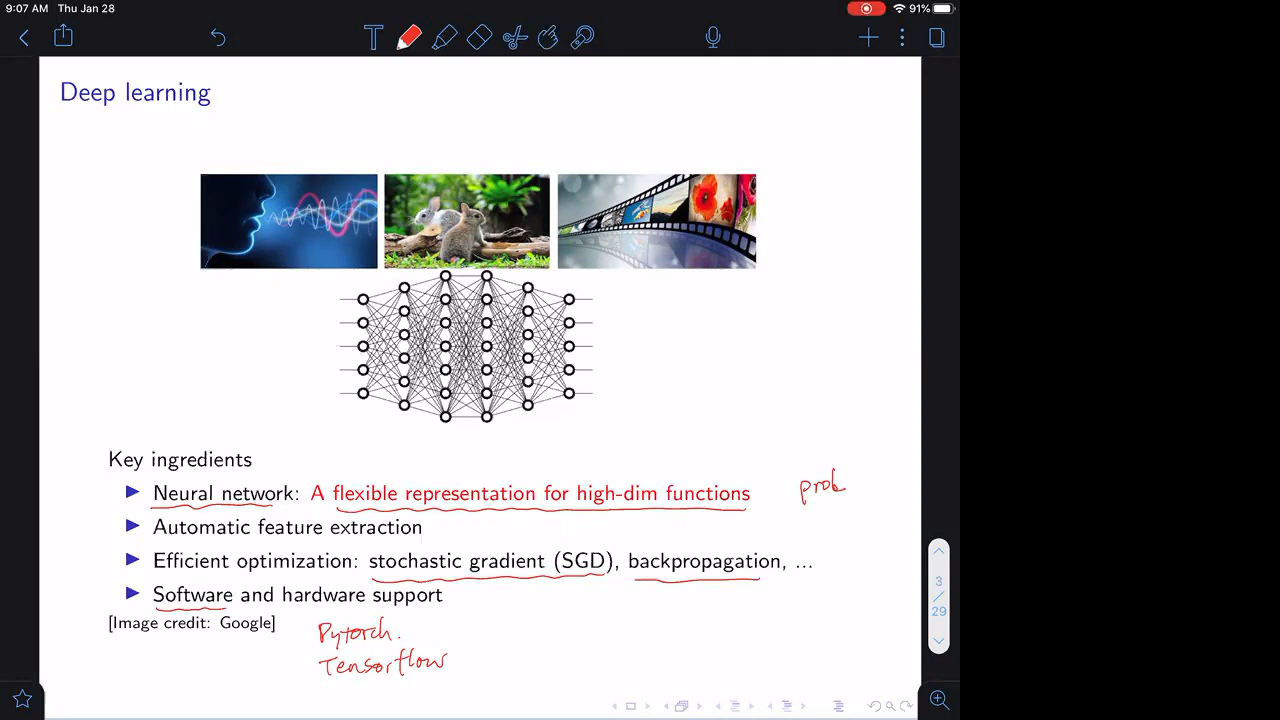 9:07 AM Thu Jan 28
91%
Deep learning
Key ingredients
Neural network: A flexible representation for high-dim functions
prob
Automatic feature extraction
Efficient optimization: stochastic gradient (SGD), backpropagation, ...
Software and hardware support
[Image credit: Google]
Pytorch.
Tensorflow
3
/
29